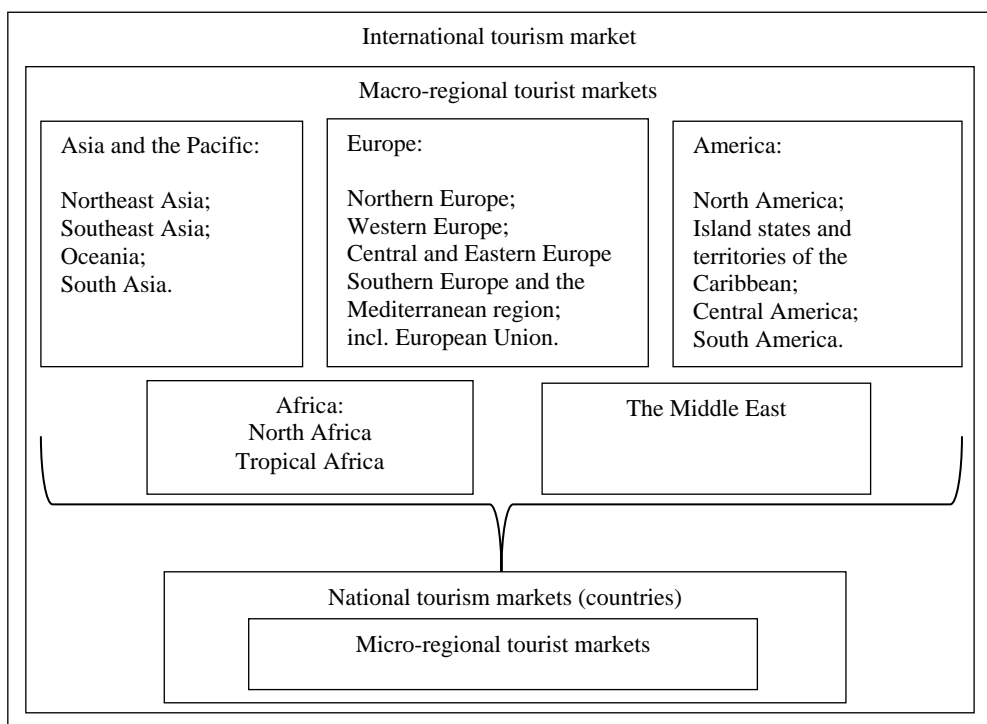 International tourism market
Macro-regional tourist markets
Asia and the Pacific:
Northeast Asia;
Southeast Asia;
Oceania;
South Asia.
Europe:
Northern Europe;
Western Europe;
Central and Eastern Europe
Southern Europe and the
Mediterranean region;
incl. European Union.
America:
North America;
Island states and
territories of the
Caribbean;
Central America;
South America.
Africa:
North Africa
Tropical Africa
The Middle East
National tourism markets (countries)
Micro-regional tourist markets